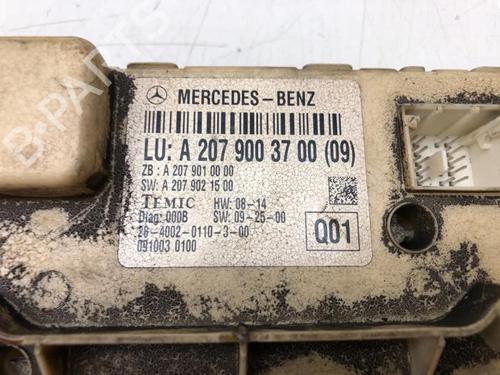 MERCEDES-BENZ
LU: A 207 900 37 00 (09)
ZB : A 207 901 00 00
SW: A 207 902 15 00
TEMIC HW: 08-14
Diag: 000B SW: 09-25-00
28-4002-0110-3-00
091003 0100
Q01
B-PARTS